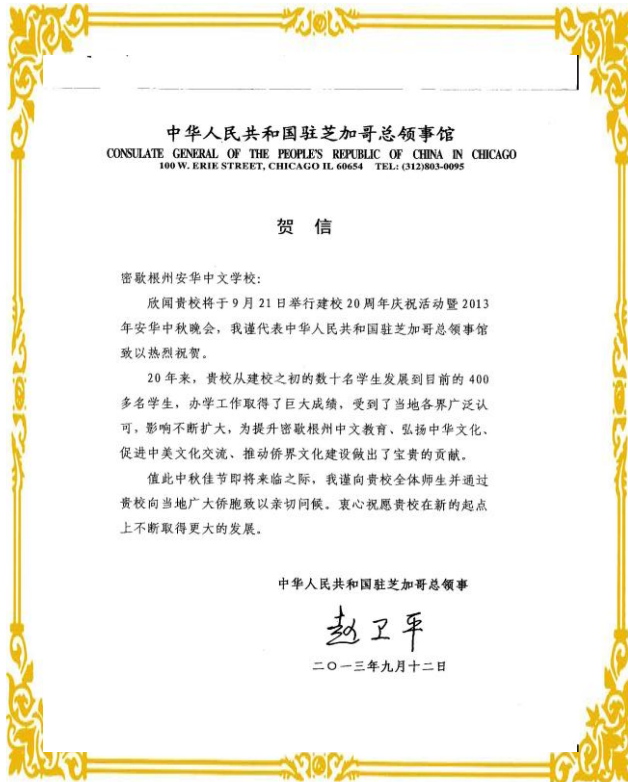 中华人民共和国驻芝加哥总领事馆
CONSULATE GENERAL OF THE PEOPLE'S REPUBLIC OF CHINA IN CHICAGO
100 W. ERIE STREET, CHICAGO IL 60654 TEL: (312)803-0095
贺 信
密歇根州安华中文学校:
欣闻贵校将于 9 月 21 日举行建校 20 周年庆祝活动暨 2013
年安华中秋晚会，我谨代表中华人民共和国驻芝加哥总领事馆
致以热烈祝贺。
20 年来，贵校从建校之初的数十名学生发展到目前的 400
多名学生，办学工作取得了巨大成绩，受到了当地各界广泛认
可，影响不断扩大，为提升密歇根州中文教育、弘扬中华文化、
促进中美文化交流、推动侨界文化建设做出了宝贵的贡献。
值此中秋佳节即将来临之际，我谨向贵校全体师生并通过
贵校向当地广大侨胞致以亲切问候。衷心祝愿贵校在新的起点
上不断取得更大的发展。
中华人民共和国驻芝加哥总领事
赵卫平
二〇一三年九月十二日